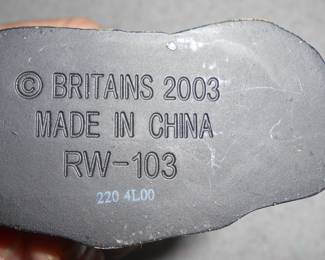 © BRITAINS 2003
MADE IN CHINA
RW-103
220 4L00